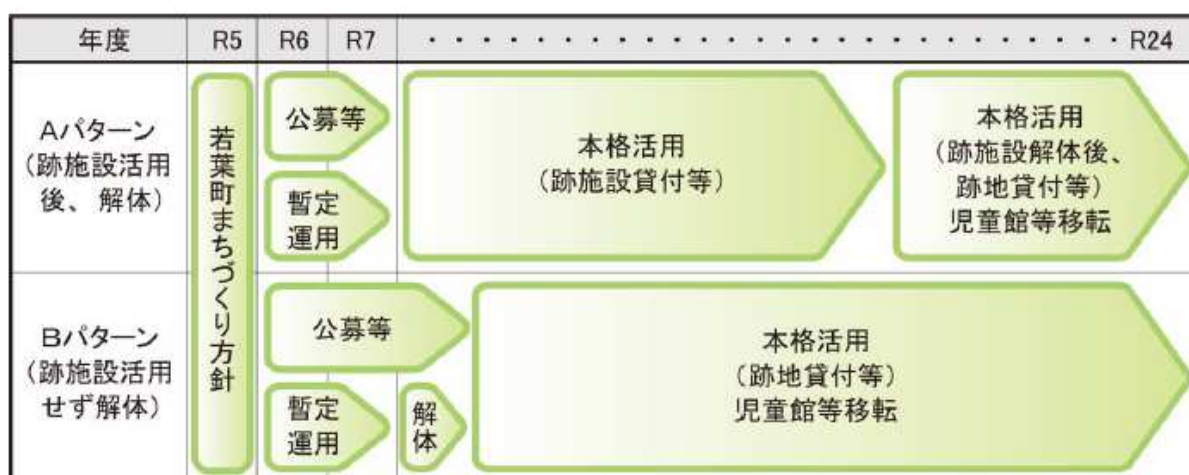 年度 R5 R6 R7 ・・・・・・・・・・・・・・・・・・・・・・・・・・ R24
Aパターン
(跡施設活用
後、解体)
若葉町まちづくり方針
公募等
暫定
運用
本格活用
(跡施設貸付等)
本格活用
(跡施設解体後、
跡地貸付等)
児童館等移転
Bパターン
(跡施設活用
せず解体)
公募等
暫定
運用
解体
本格活用
(跡地貸付等)
児童館等移転